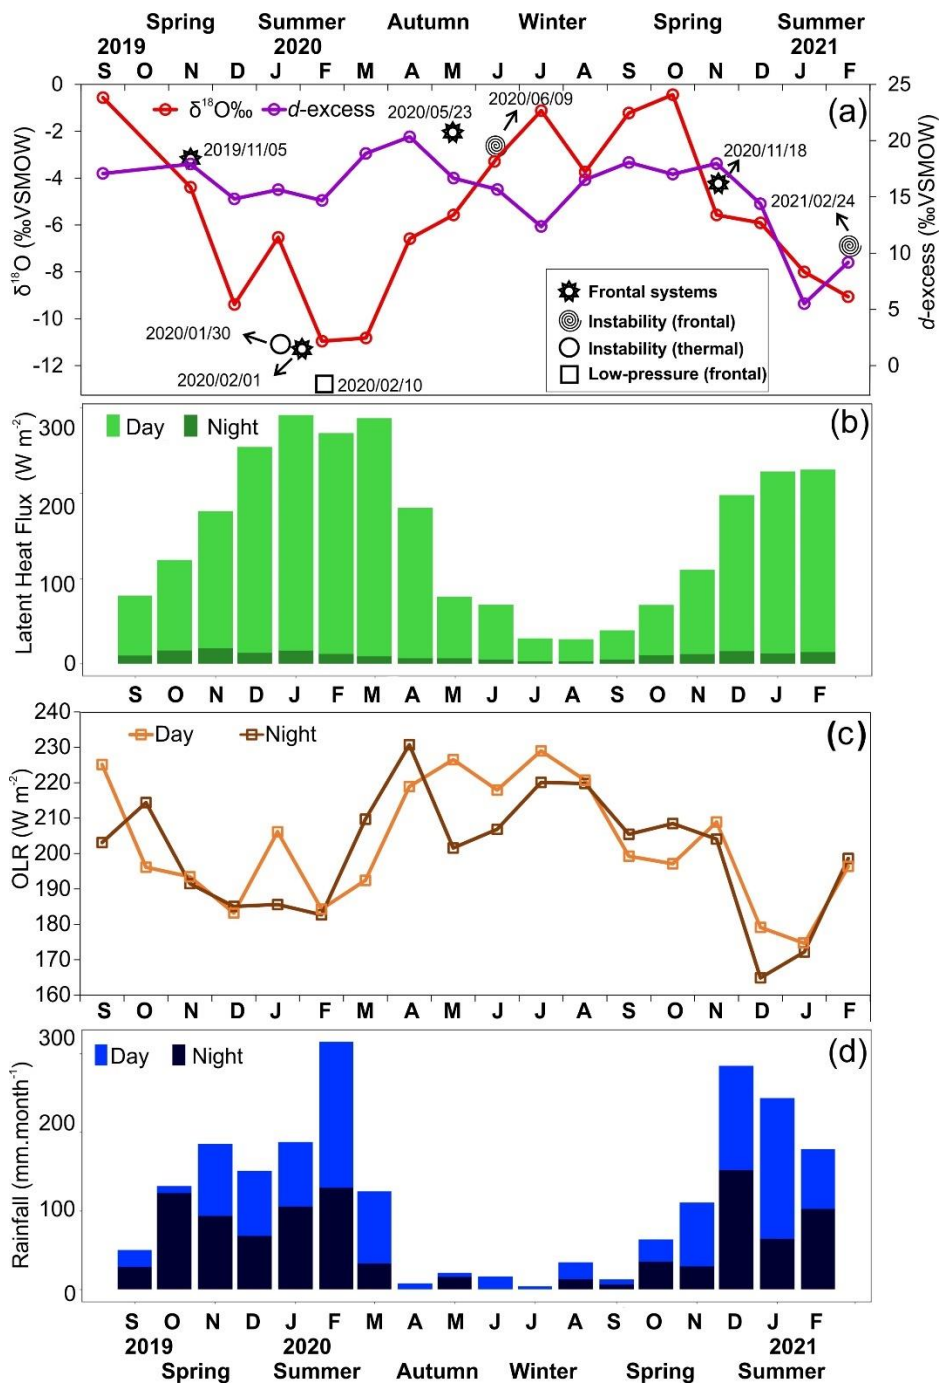 Spring Summer Autumn Winter Spring Summer
2019 2020 2021
S O N D J F M A M J J A S O N D J F
0 25
δ¹⁸O‰ d-excess (a)
2020/05/23 2020/06/09
-2 20
2019/11/05 2020/11/18
-4 15
2021/02/24
-6 10
-8 5
-10 0
-12
δ¹⁸O (‰VSMOW)
d-excess (‰VSMOW)
2020/01/30
2020/02/01
2020/02/10
Frontal systems
Instability (frontal)
Instability (thermal)
Low-pressure (frontal)
300
Day Night (b)
200
100
0
Latent Heat Flux (W m⁻²)
S O N D J F M A M J J A S O N D J F
240
Day Night (c)
230
220
210
200
190
180
170
160
OLR (W m⁻²)
S O N D J F M A M J J A S O N D J F
300
Day Night (d)
200
100
0
Rainfall (mm.month⁻¹)
S O N D J F M A M J J A S O N D J F
2019 2020 2021
Spring Summer Autumn Winter Spring Summer